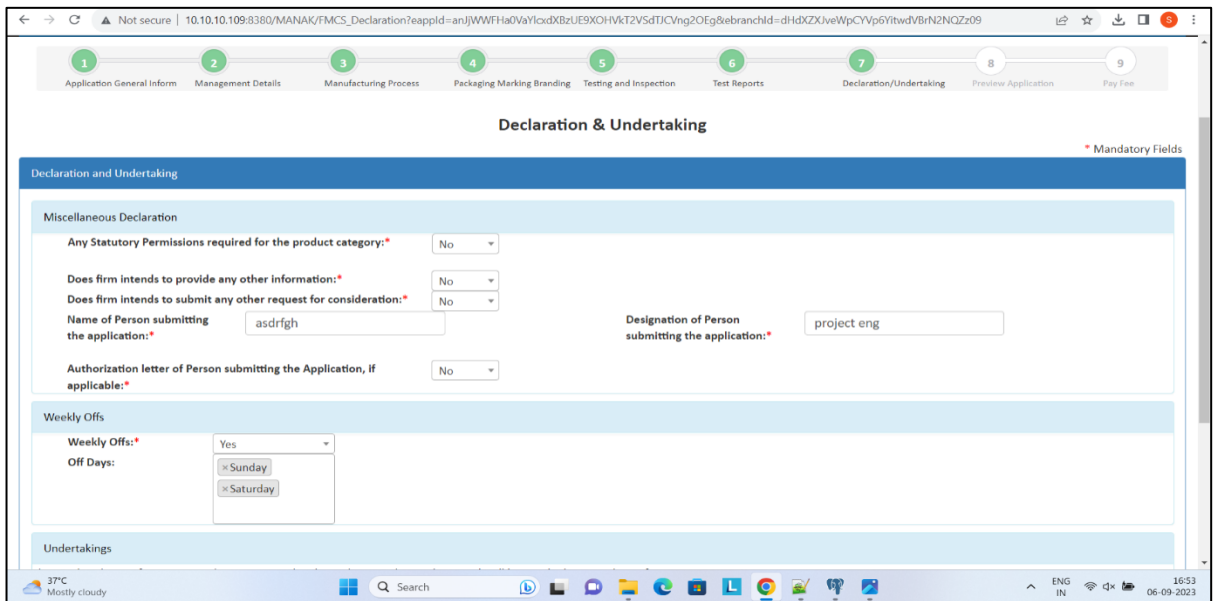 Not secure | 10.10.10.109:8380/MANAK/FMCS_Declaration?eappId=anJjWWFHa0VaYlcxdXBzUE9XOHVkT2VSdTJCVng2OEg&ebranchId=dHdXZXJveWpCYVp6YitwdVBrN2NQZz09 S
1 2 3 4 5 6 7 8 9
Application General Inform Management Details Manufacturing Process Packaging Marking Branding Testing and Inspection Test Reports Declaration/Undertaking Preview Application Pay Fee
Declaration & Undertaking
* Mandatory Fields
Declaration and Undertaking
Miscellaneous Declaration
Any Statutory Permissions required for the product category:* No
Does firm intends to provide any other information:* No
Does firm intends to submit any other request for consideration:* No
Name of Person submitting the application:* asdrfgh Designation of Person submitting the application:* project eng
Authorization letter of Person submitting the Application, if applicable:* No
Weekly Offs
Weekly Offs:* Yes
Off Days: ×Sunday
×Saturday
Undertakings
37°C
Mostly cloudy
Search
ENG
IN
16:53
06-09-2023